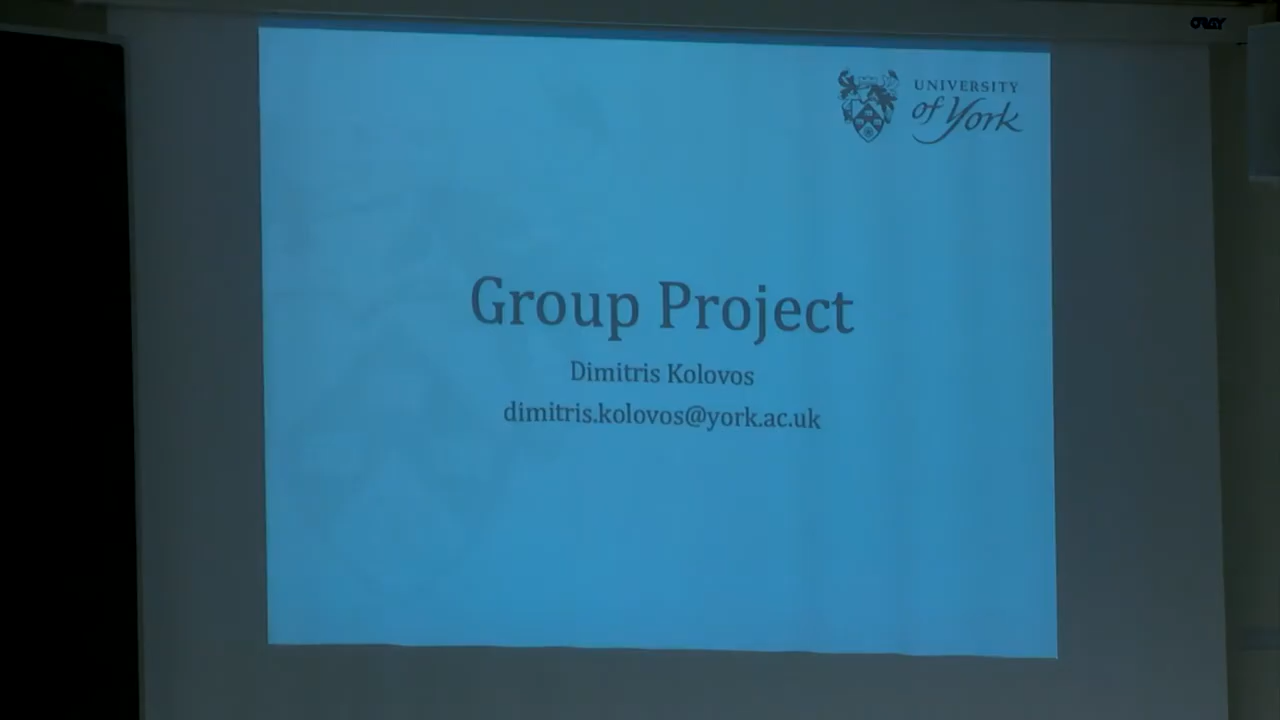 UNIVERSITY
of York
Group Project
Dimitris Kolovos
dimitris.kolovos@york.ac.uk